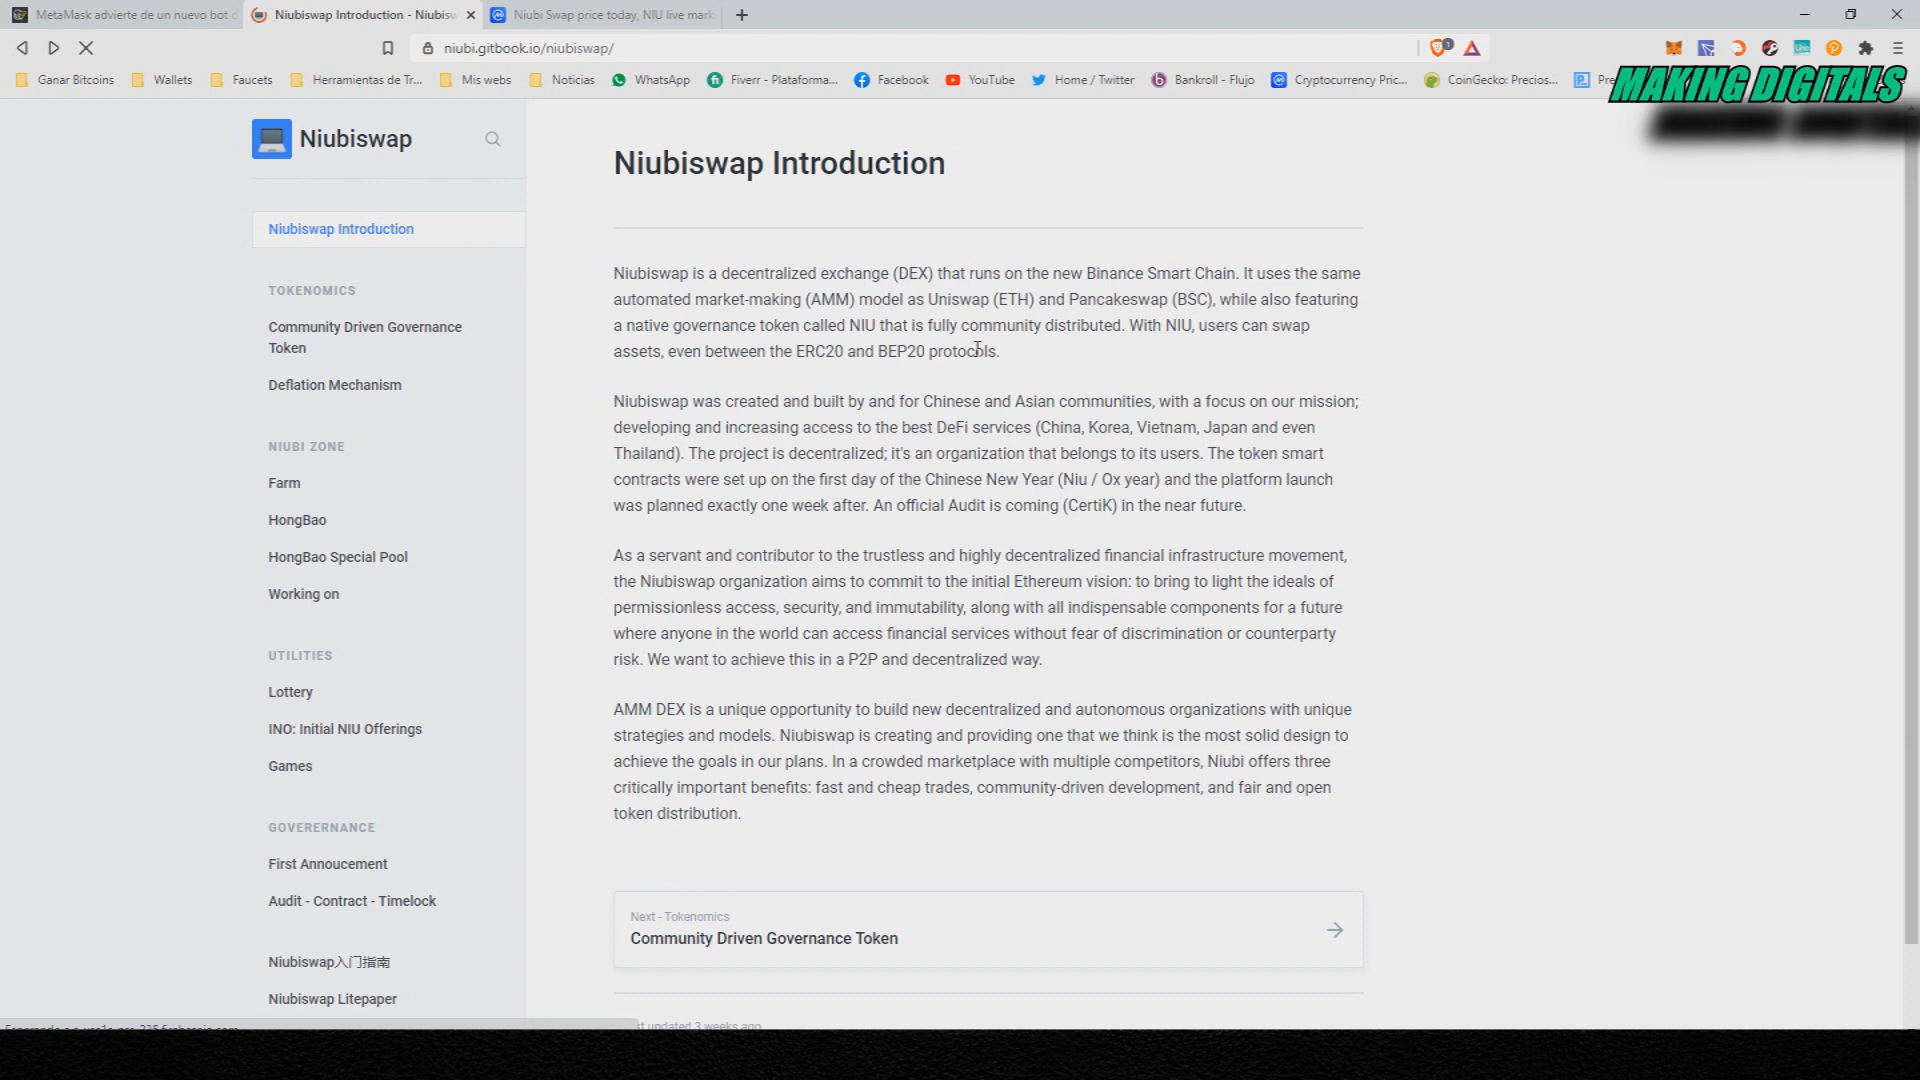 MetaMask advierte de un nuevo bot d
Niubiswap Introduction - Niubisw
Niubi Swap price today, NIU live mark
niubi.gitbook.io/niubiswap/
1
Ganar Bitcoins
Wallets
Faucets
Herramientas de Tr...
Mis webs
Noticias
WhatsApp
Fiverr - Plataforma...
Facebook
YouTube
Home / Twitter
Bankroll - Flujo
Cryptocurrency Pric...
CoinGecko: Precios...
MAKING DIGITALS
Niubiswap
Niubiswap Introduction
TOKENOMICS
Community Driven Governance
Token
Deflation Mechanism
NIUBI ZONE
Farm
HongBao
HongBao Special Pool
Working on
UTILITIES
Lottery
INO: Initial NIU Offerings
Games
GOVERERNANCE
First Annoucement
Audit - Contract - Timelock
Niubiswap入门指南
Niubiswap Litepaper
Niubiswap Introduction
Niubiswap is a decentralized exchange (DEX) that runs on the new Binance Smart Chain. It uses the same
automated market-making (AMM) model as Uniswap (ETH) and Pancakeswap (BSC), while also featuring
a native governance token called NIU that is fully community distributed. With NIU, users can swap
assets, even between the ERC20 and BEP20 protocols.
Niubiswap was created and built by and for Chinese and Asian communities, with a focus on our mission;
developing and increasing access to the best DeFi services (China, Korea, Vietnam, Japan and even
Thailand). The project is decentralized; it's an organization that belongs to its users. The token smart
contracts were set up on the first day of the Chinese New Year (Niu / Ox year) and the platform launch
was planned exactly one week after. An official Audit is coming (CertiK) in the near future.
As a servant and contributor to the trustless and highly decentralized financial infrastructure movement,
the Niubiswap organization aims to commit to the initial Ethereum vision: to bring to light the ideals of
permissionless access, security, and immutability, along with all indispensable components for a future
where anyone in the world can access financial services without fear of discrimination or counterparty
risk. We want to achieve this in a P2P and decentralized way.
AMM DEX is a unique opportunity to build new decentralized and autonomous organizations with unique
strategies and models. Niubiswap is creating and providing one that we think is the most solid design to
achieve the goals in our plans. In a crowded marketplace with multiple competitors, Niubi offers three
critically important benefits: fast and cheap trades, community-driven development, and fair and open
token distribution.
Next - Tokenomics
Community Driven Governance Token
updated 3 weeks ago